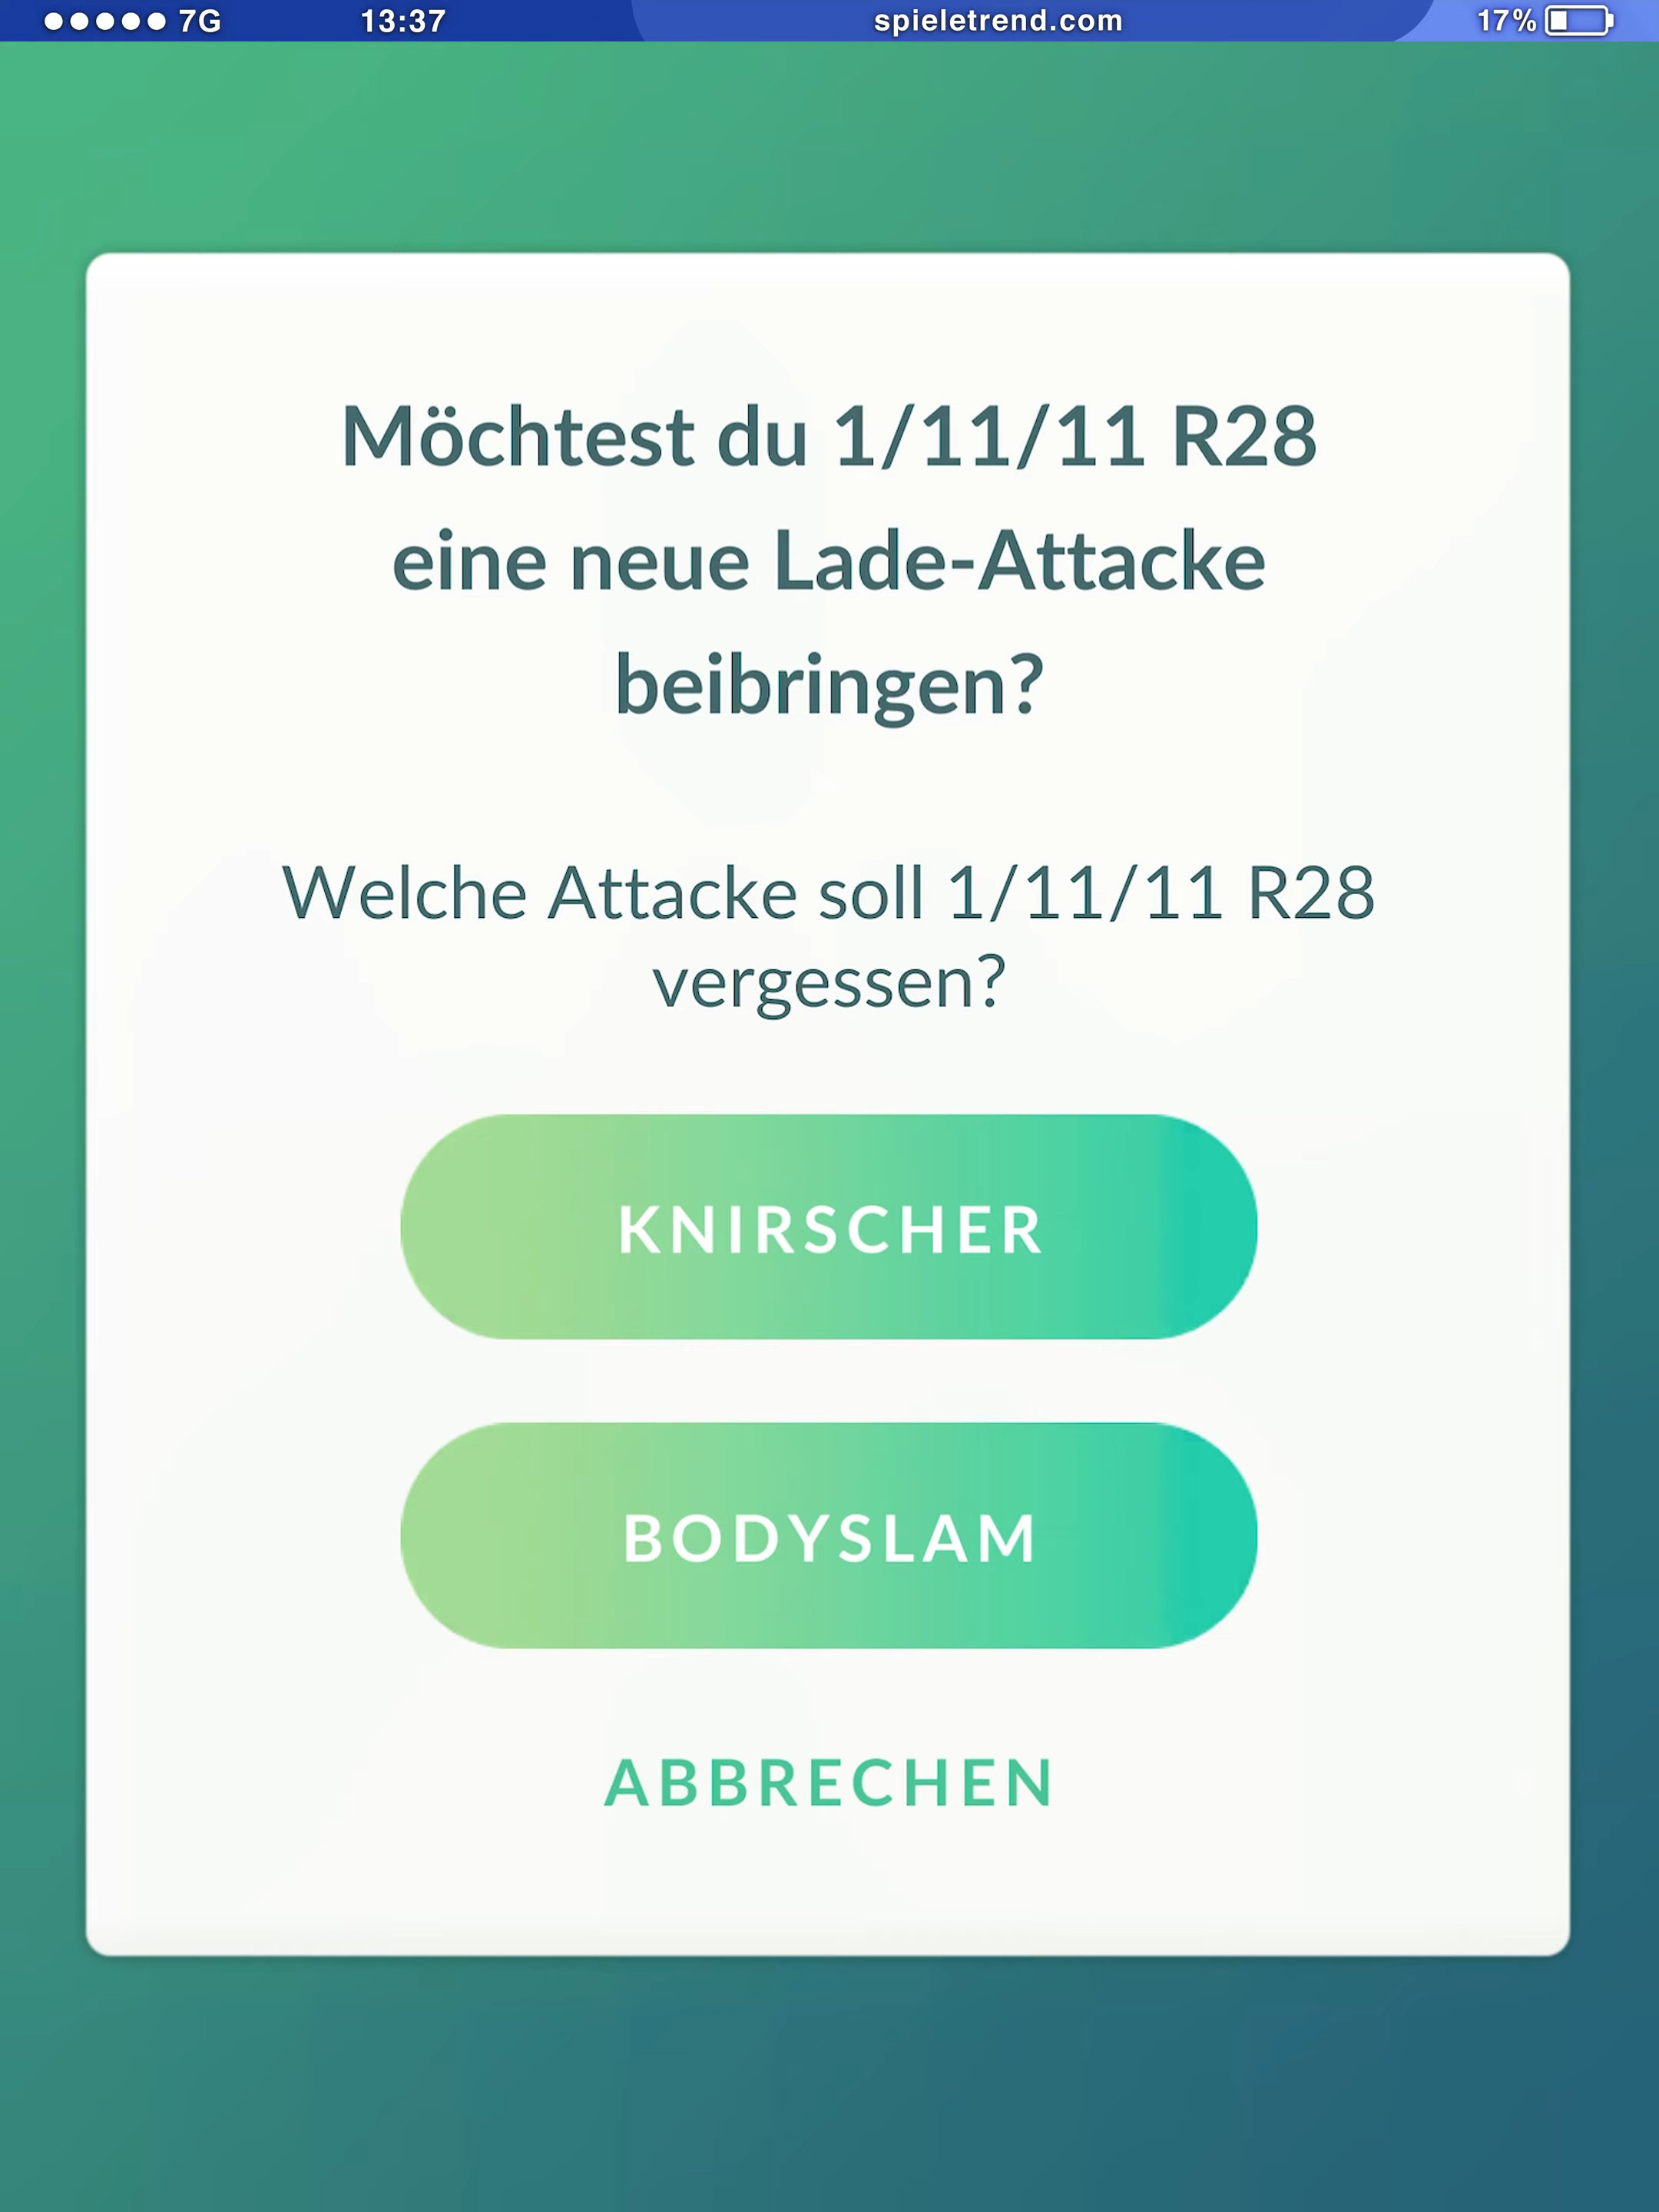 7G 13:37 spieletrend.com 17%
Möchtest du 1/11/11 R28
eine neue Lade-Attacke
beibringen?
Welche Attacke soll 1/11/11 R28
vergessen?
KNIRSCHER
BODYSLAM
ABBRECHEN